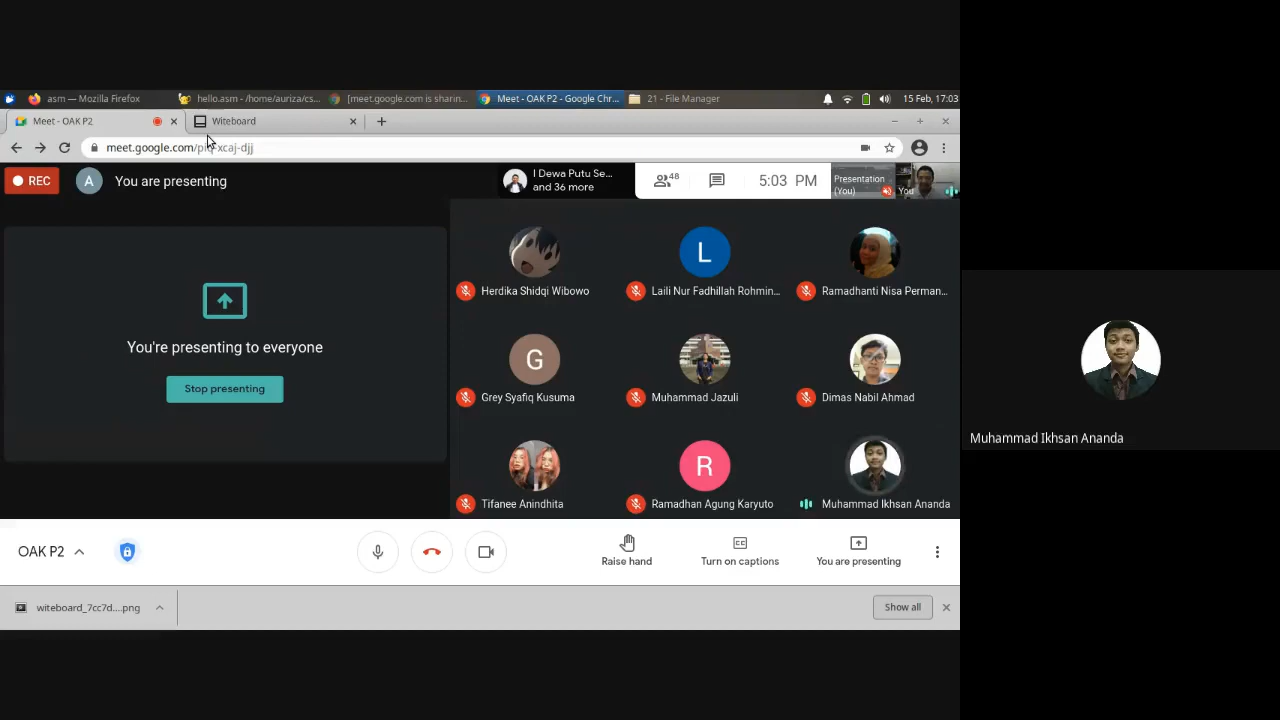 asm — Mozilla Firefox
hello.asm - /home/auriza/cs...
[meet.google.com is sharin...
Meet - OAK P2 - Google Chr...
21 - File Manager
15 Feb, 17:03
Meet - OAK P2
Witeboard
REC
A
You are presenting
I Dewa Putu Se...
and 36 more
48
5:03 PM
Presentation
(You)
You
You're presenting to everyone
Stop presenting
Herdika Shidqi Wibowo
L
Laili Nur Fadhillah Rohmin...
Ramadhanti Nisa Perman...
G
Grey Syafiq Kusuma
Muhammad Jazuli
Dimas Nabil Ahmad
Tifanee Anindhita
R
Ramadhan Agung Karyuto
Muhammad Ikhsan Ananda
Muhammad Ikhsan Ananda
OAK P2
Raise hand
CC
Turn on captions
You are presenting
witeboard_7cc7d....png
Show all